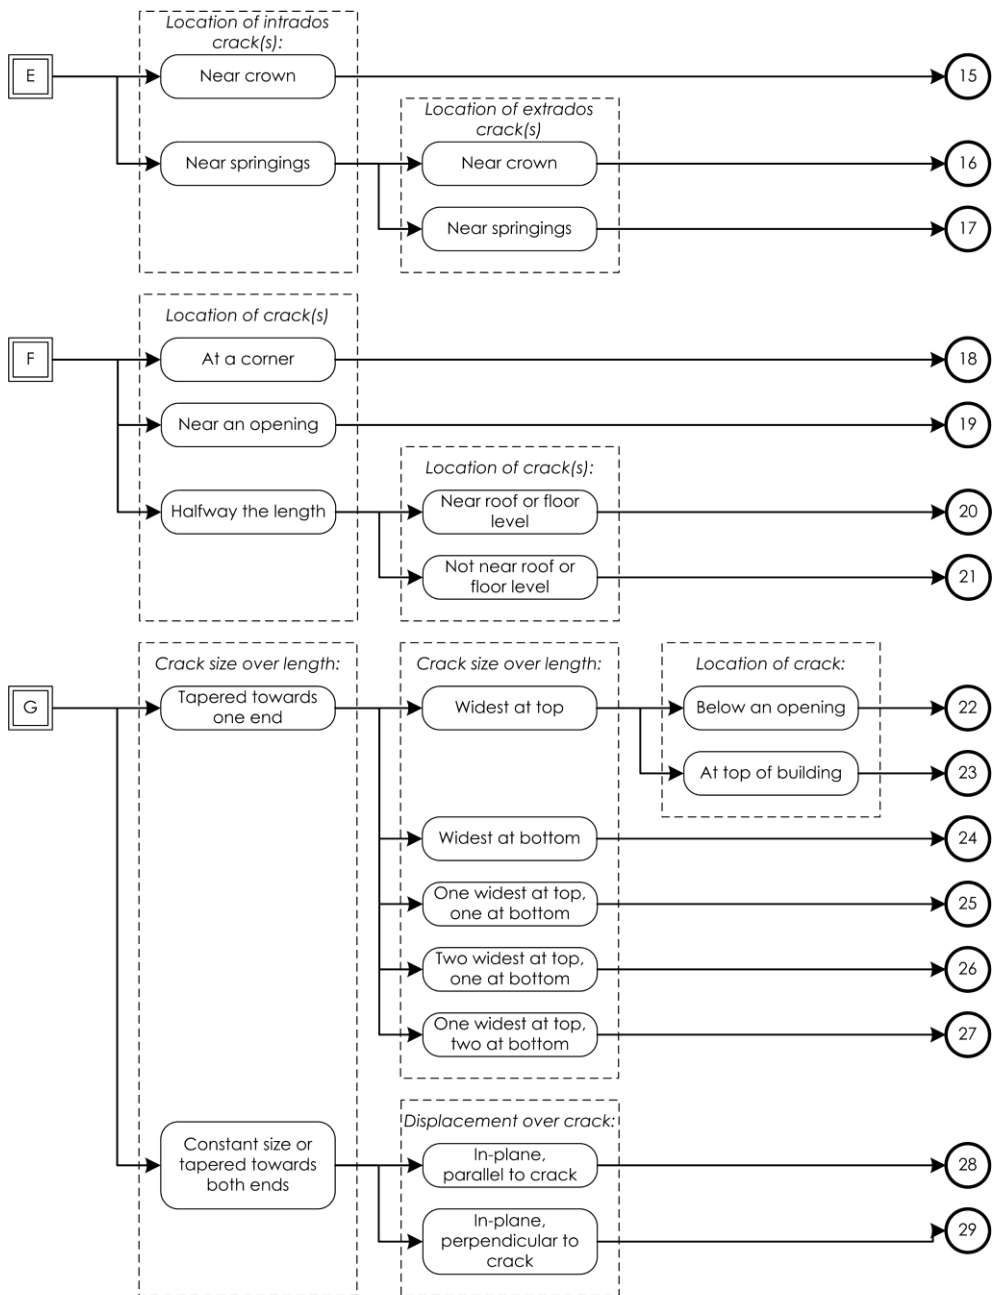 Location of intrados
crack(s):
E
Near crown
15
Location of extrados
crack(s)
Near springings
Near crown
16
Near springings
17
Location of crack(s)
F
At a corner
18
Near an opening
19
Location of crack(s):
Halfway the length
Near roof or floor
level
20
Not near roof or
floor level
21
Crack size over length:
Crack size over length:
Location of crack:
G
Tapered towards
one end
Widest at top
Below an opening
22
At top of building
23
Widest at bottom
24
One widest at top,
one at bottom
25
Two widest at top,
one at bottom
26
One widest at top,
two at bottom
27
Displacement over crack:
Constant size or
tapered towards
both ends
In-plane,
parallel to crack
28
In-plane,
perpendicular to
crack
29